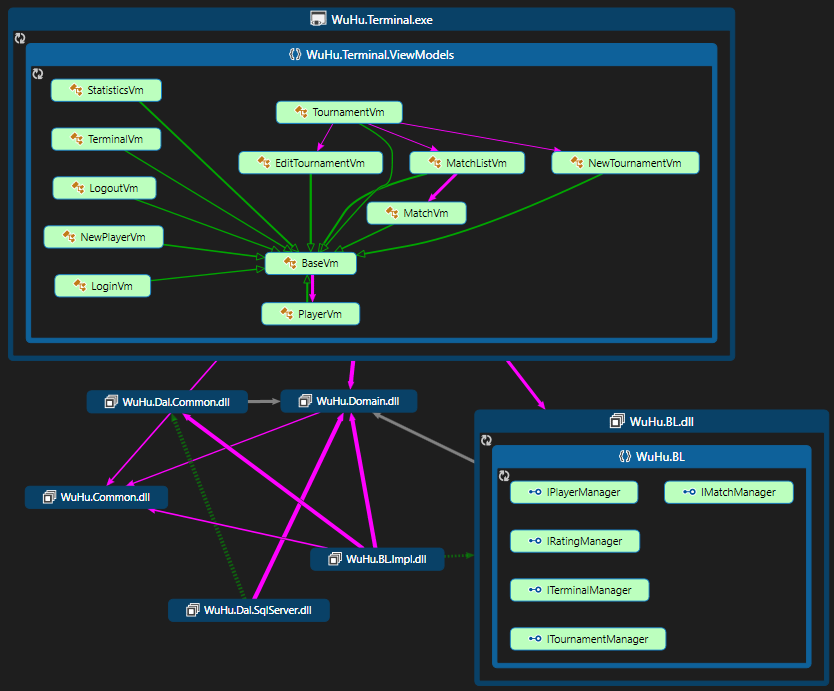 WuHu.Terminal.exe
WuHu.Terminal.ViewModels
StatisticsVm
TournamentVm
TerminalVm
EditTournamentVm
MatchListVm
NewTournamentVm
LogoutVm
MatchVm
NewPlayerVm
BaseVm
LoginVm
PlayerVm
WuHu.Dal.Common.dll
WuHu.Domain.dll
WuHu.BL.dll
WuHu.BL
IPlayerManager
IMatchManager
WuHu.Common.dll
IRatingManager
WuHu.BL.Impl.dll
ITerminalManager
WuHu.Dal.SqlServer.dll
ITournamentManager